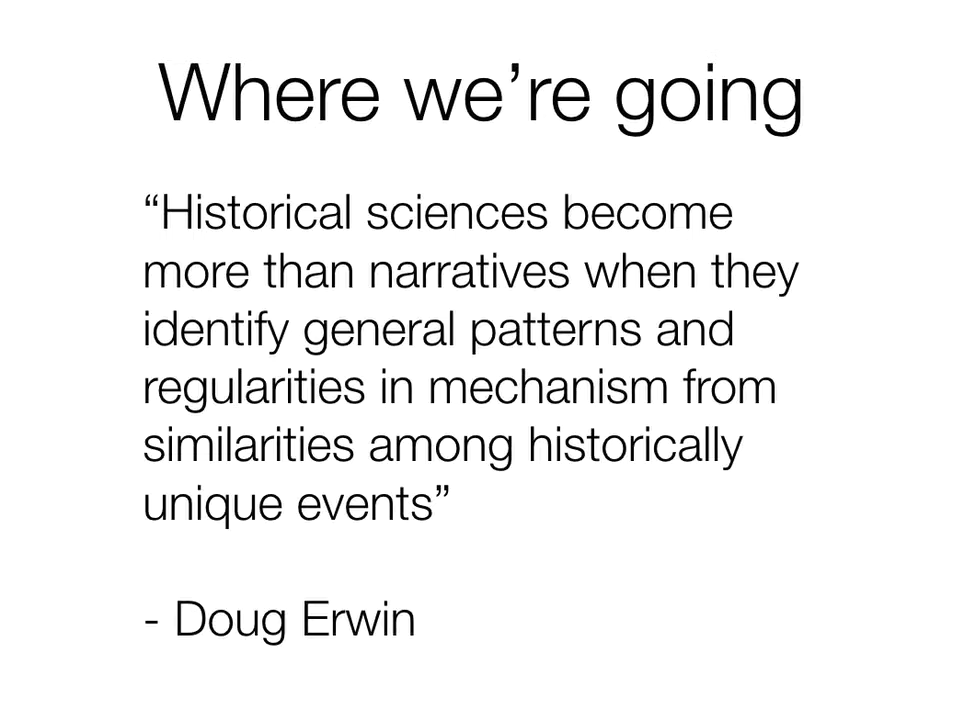 Where we’re going
“Historical sciences become
more than narratives when they
identify general patterns and
regularities in mechanism from
similarities among historically
unique events”
- Doug Erwin